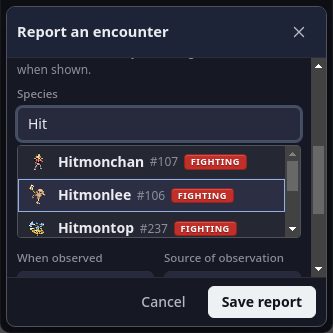 Report an encounter
when shown.
Species
Hit
Hitmonchan #107 FIGHTING
Hitmonlee #106 FIGHTING
Hitmontop #237 FIGHTING
When observed Source of observation
Cancel Save report